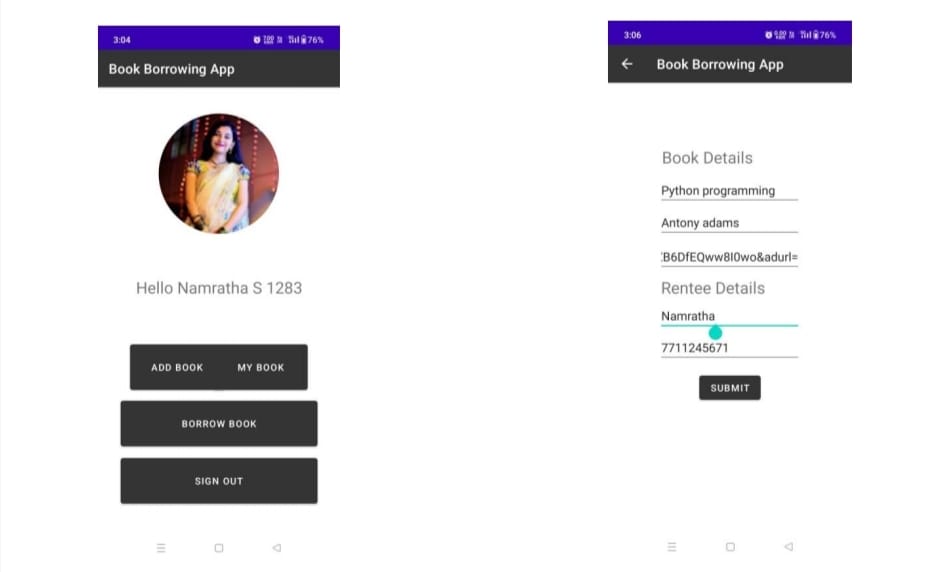 3:04
76%
Book Borrowing App
Hello Namratha S 1283
ADD BOOK MY BOOK
BORROW BOOK
SIGN OUT
3:06
76%
Book Borrowing App
Book Details
Python programming
Antony adams
B6DfEQww8I0wo&adurl=
Rentee Details
Namratha
7711245671
SUBMIT